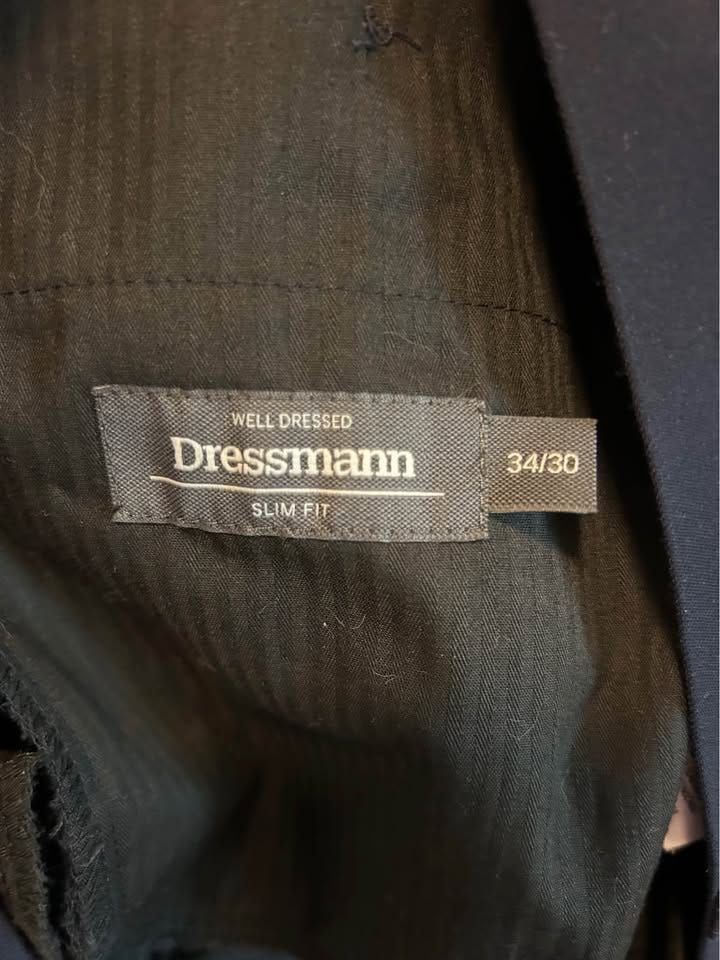 WELL DRESSED
Dressmann
SLIM FIT
34/30